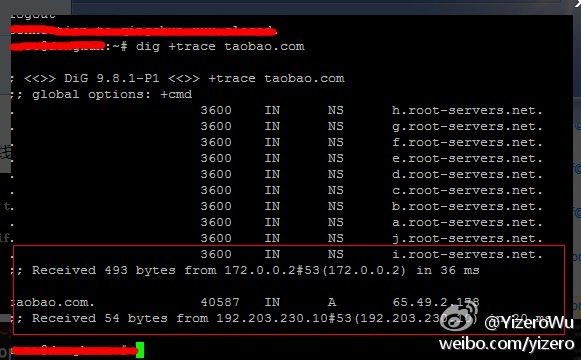 logout
:~# dig +trace taobao.com
; <<>> DiG 9.8.1-P1 <<>> +trace taobao.com
;; global options: +cmd
. 3600 IN NS h.root-servers.net.
. 3600 IN NS g.root-servers.net.
. 3600 IN NS f.root-servers.net.
. 3600 IN NS e.root-servers.net.
. 3600 IN NS d.root-servers.net.
. 3600 IN NS c.root-servers.net.
. 3600 IN NS b.root-servers.net.
. 3600 IN NS a.root-servers.net.
. 3600 IN NS j.root-servers.net.
. 3600 IN NS i.root-servers.net.
;; Received 493 bytes from 172.0.0.2#53(172.0.0.2) in 36 ms
taobao.com. 40587 IN A 65.49.2.178
;; Received 54 bytes from 192.203.230.10#53(192.203.230.10) in 20 ms
@YizeroWu
weibo.com/yizero